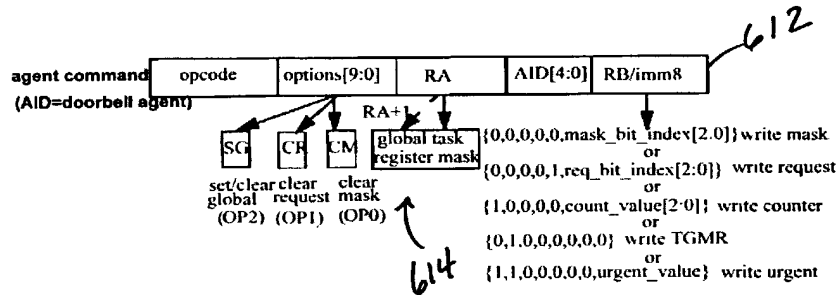 612
agent command opcode options[9:0] RA AID[4:0] RB/imm8
(AID=doorbell agent)
RA+1
SG CR CM global task
register mask
set/clear clear clear
global request mask
(OP2) (OP1) (OP0)
614
{0,0,0,0,0,mask_bit_index[2.0]} write mask
or
{0,0,0,0,1,req_bit_index[2:0]} write request
or
{1,0,0,0,0,count_value[2:0]} write counter
or
{0,1,0,0,0,0,0,0} write TGMR
or
{1,1,0,0,0,0,0,urgent_value} write urgent